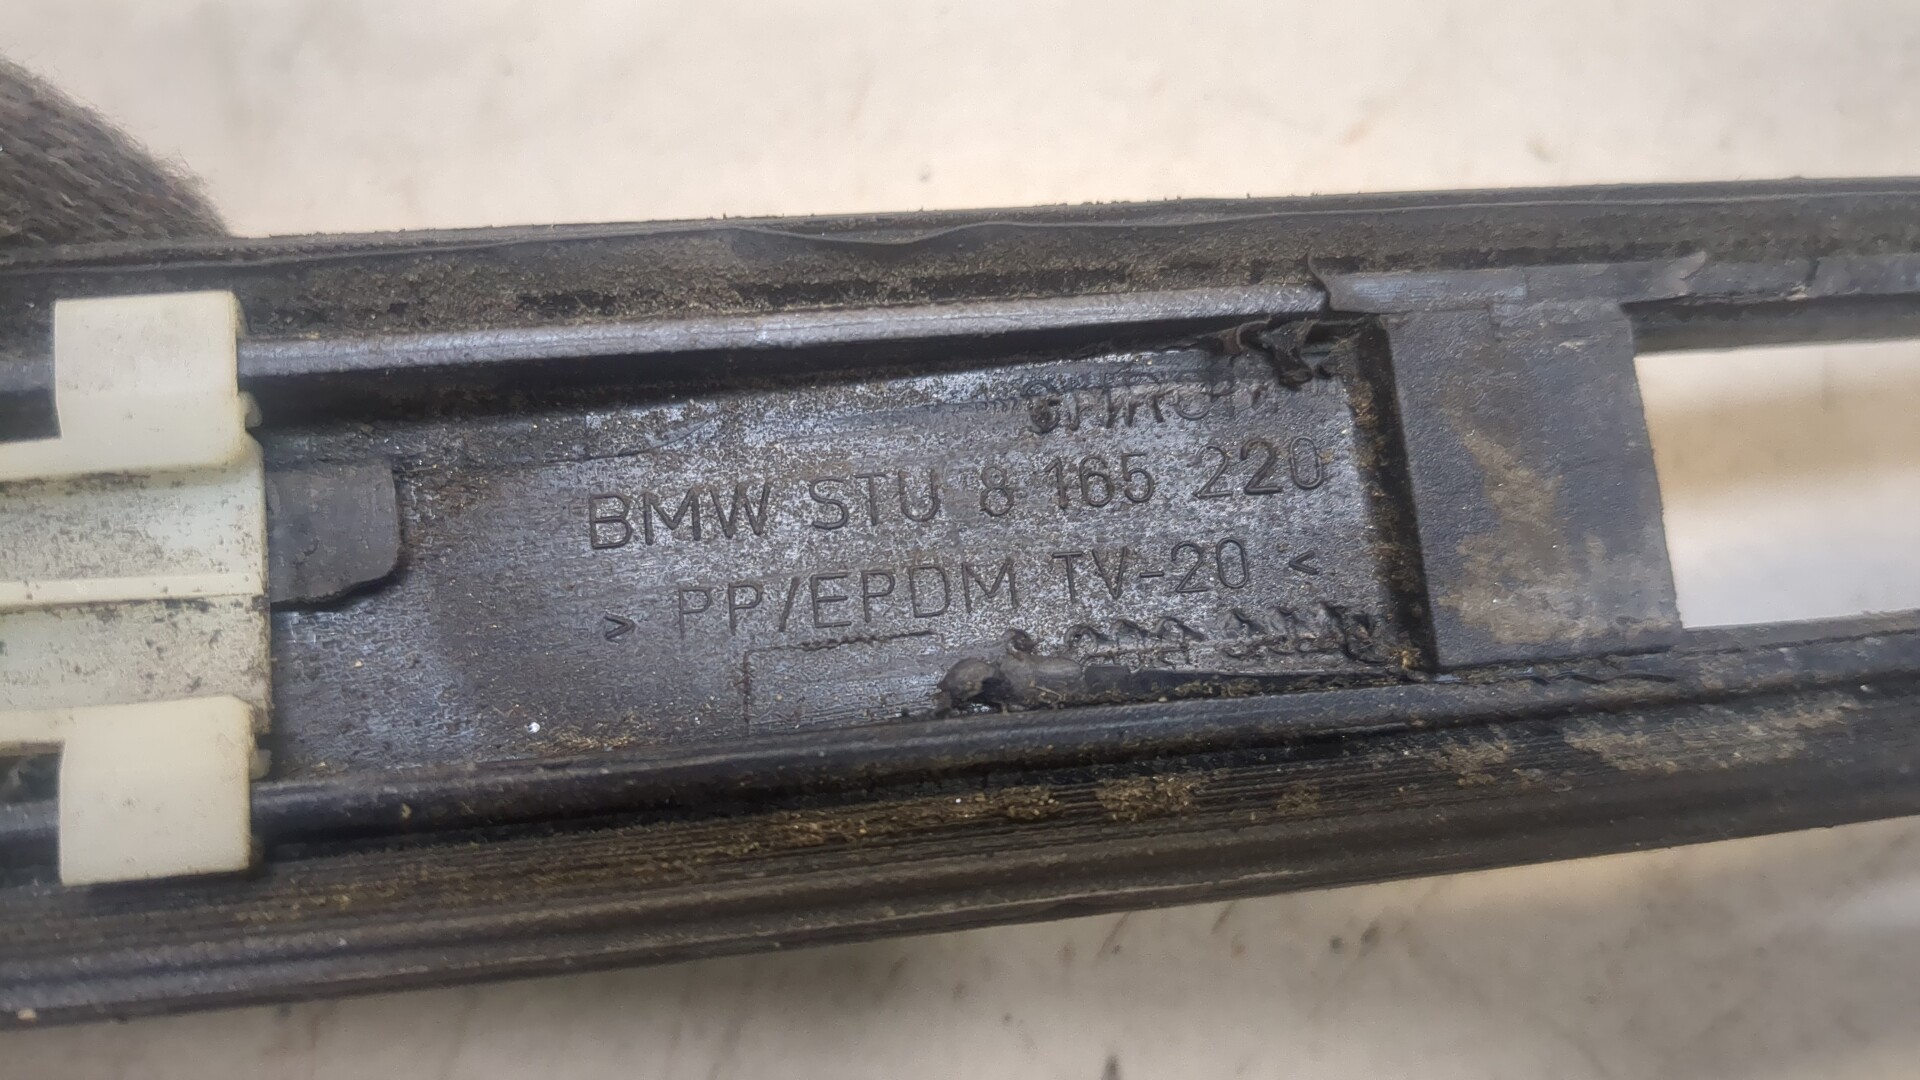 BMW STU 8 165 220
> PP/EPDM TV-20 <